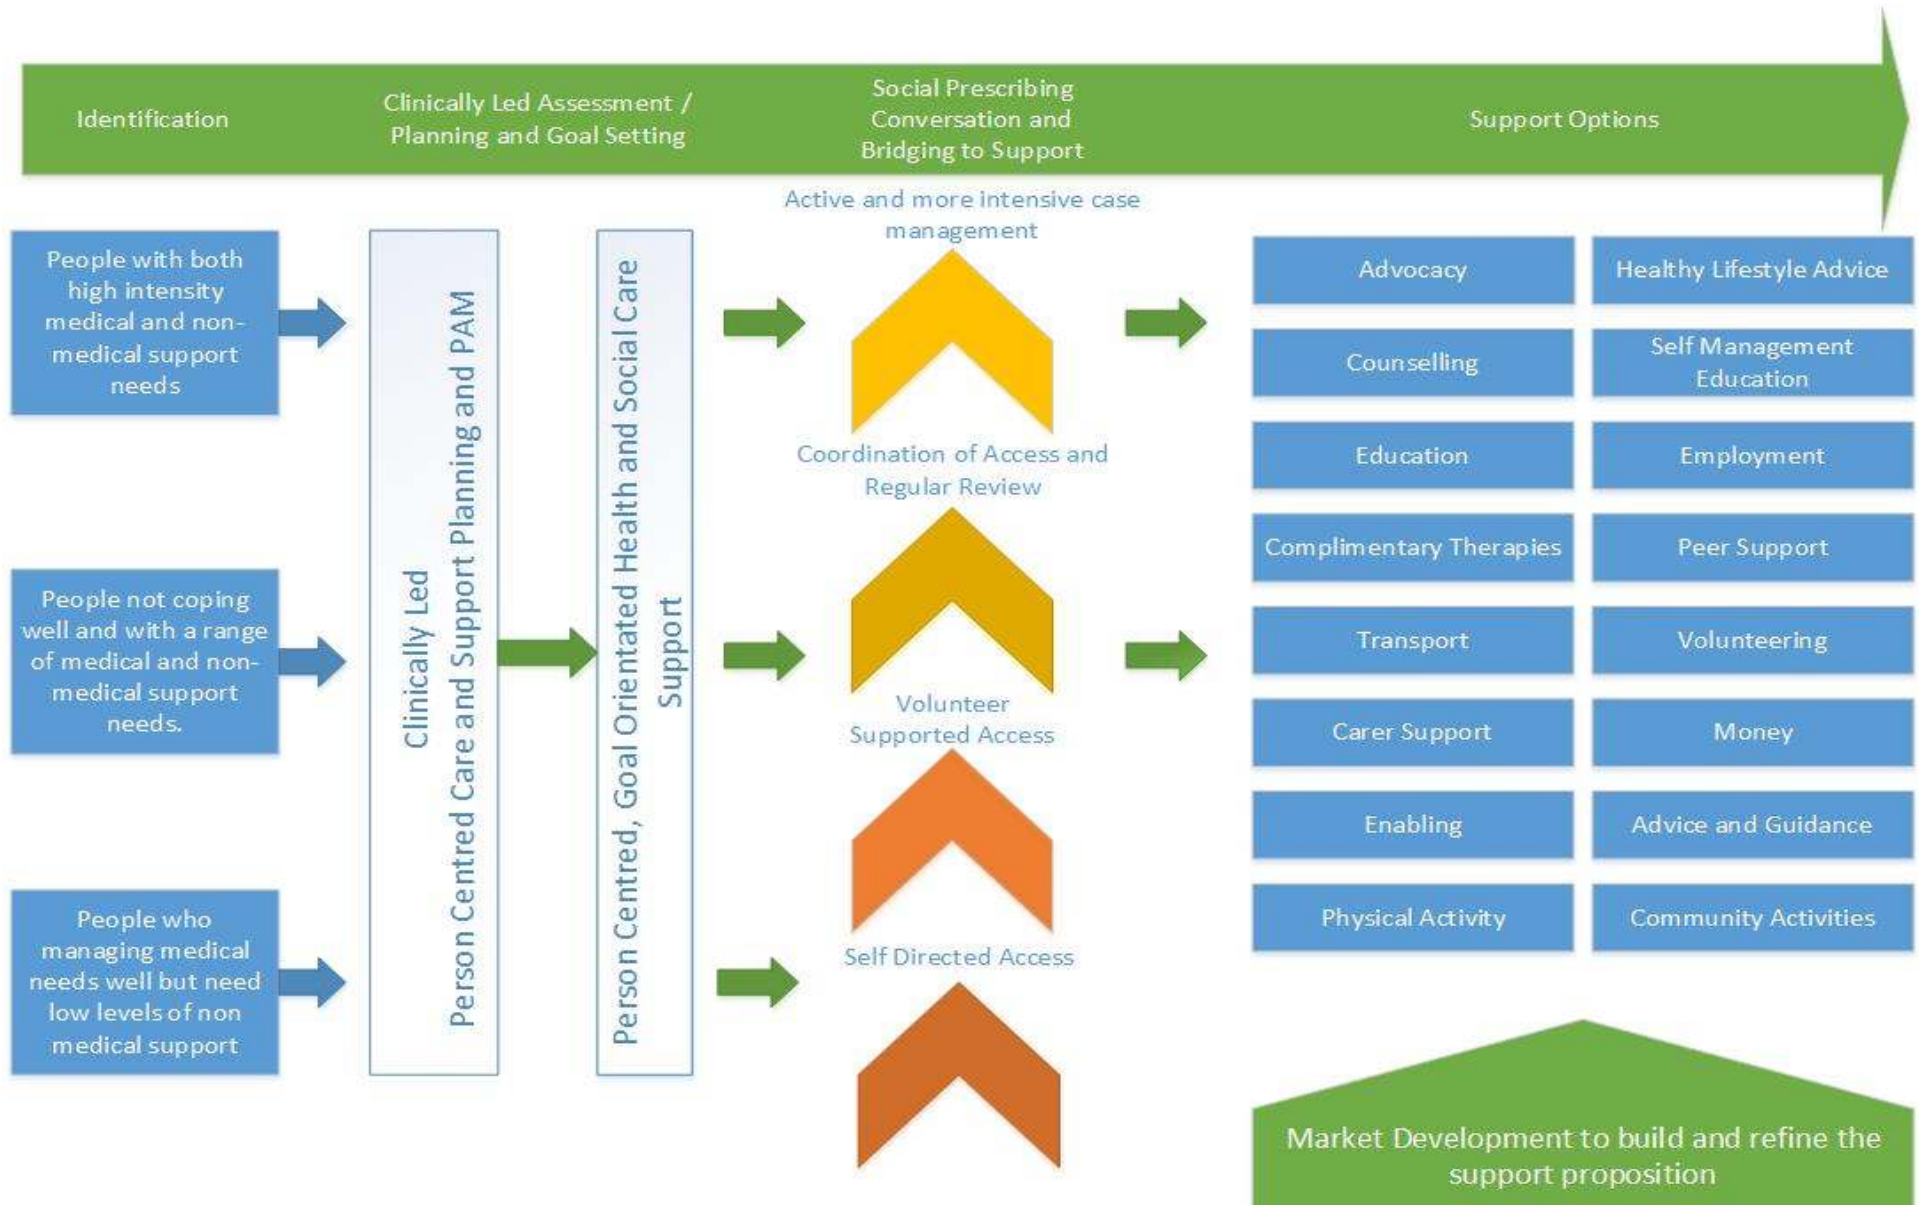 Identification
Clinically Led Assessment /
Planning and Goal Setting
Social Prescribing
Conversation and
Bridging to Support
Support Options
People with both
high intensity
medical and non-
medical support
needs
People not coping
well and with a range
of medical and non-
medical support
needs.
People who
managing medical
needs well but need
low levels of non
medical support
Clinically Led
Person Centred Care and Support Planning and PAM
Person Centred, Goal Orientated Health and Social Care
Support
Active and more intensive case
management
Coordination of Access and
Regular Review
Volunteer
Supported Access
Self Directed Access
Advocacy
Healthy Lifestyle Advice
Counselling
Self Management
Education
Education
Employment
Complimentary Therapies
Peer Support
Transport
Volunteering
Carer Support
Money
Enabling
Advice and Guidance
Physical Activity
Community Activities
Market Development to build and refine the
support proposition